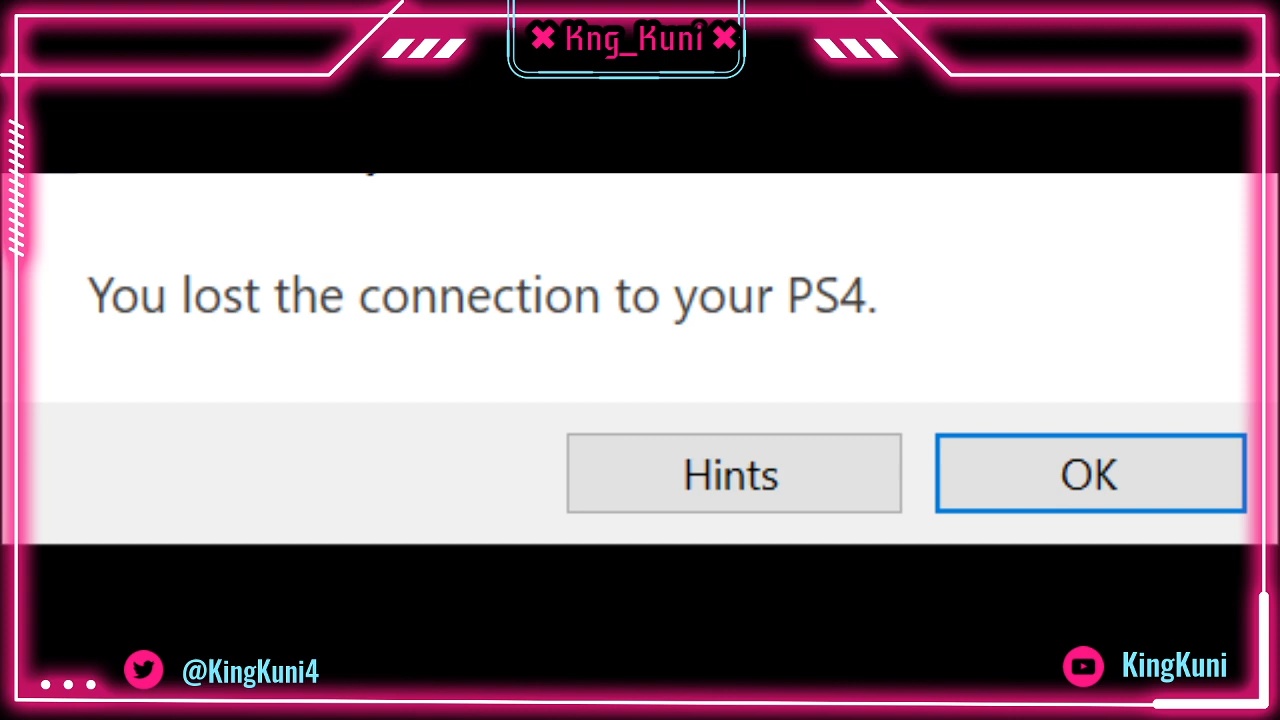 ✖ Kng_Kuni ✖
You lost the connection to your PS4.
Hints OK
@KingKuni4 KingKuni